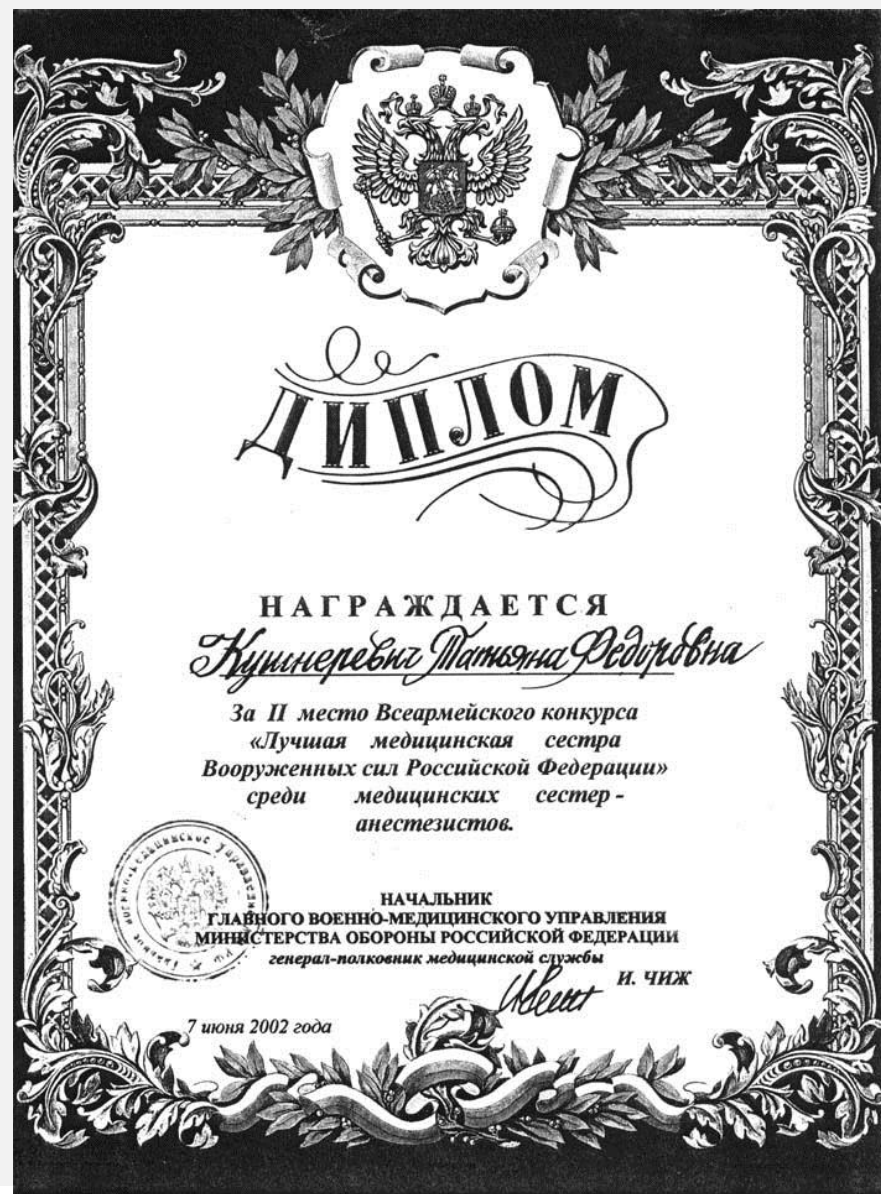 ДИПЛОМ
НАГРАЖДАЕТСЯ
Кушнеревич Татьяна Федоровна
За II место Всеармейского конкурса
«Лучшая медицинская сестра
Вооруженных сил Российской Федерации»
среди медицинских сестер -
анестезистов.
НАЧАЛЬНИК
ГЛАВНОГО ВОЕННО-МЕДИЦИНСКОГО УПРАВЛЕНИЯ
МИНИСТЕРСТВА ОБОРОНЫ РОССИЙСКОЙ ФЕДЕРАЦИИ
генерал-полковник медицинской службы
И. ЧИЖ
7 июня 2002 года